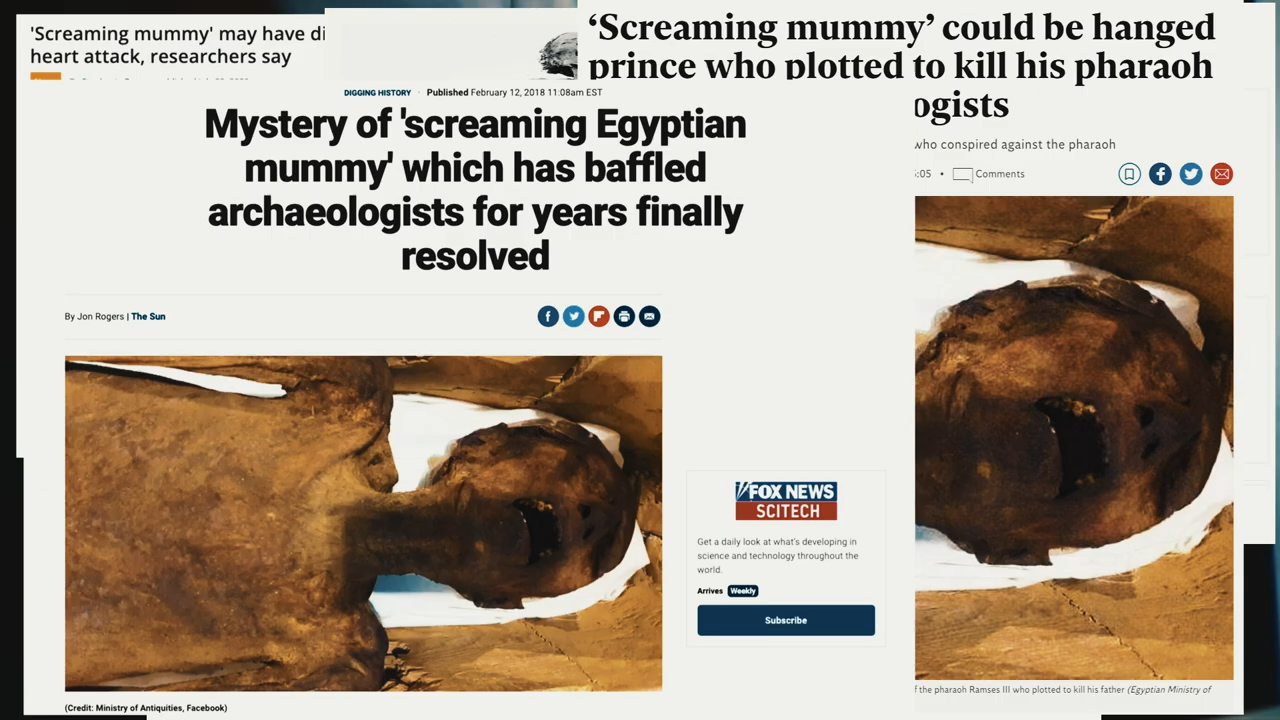 'Screaming mummy' may have di
heart attack, researchers say
'Screaming mummy' could be hanged
prince who plotted to kill his pharaoh
ogists
who conspired against the pharaoh
:05 • Comments
DIGGING HISTORY · Published February 12, 2018 11:08am EST
Mystery of 'screaming Egyptian
mummy' which has baffled
archaeologists for years finally
resolved
By Jon Rogers | The Sun
FOX NEWS
SCITECH
Get a daily look at what's developing in
science and technology throughout the
world.
Arrives Weekly
Subscribe
(Credit: Ministry of Antiquities, Facebook)
f the pharaoh Ramses III who plotted to kill his father (Egyptian Ministry of